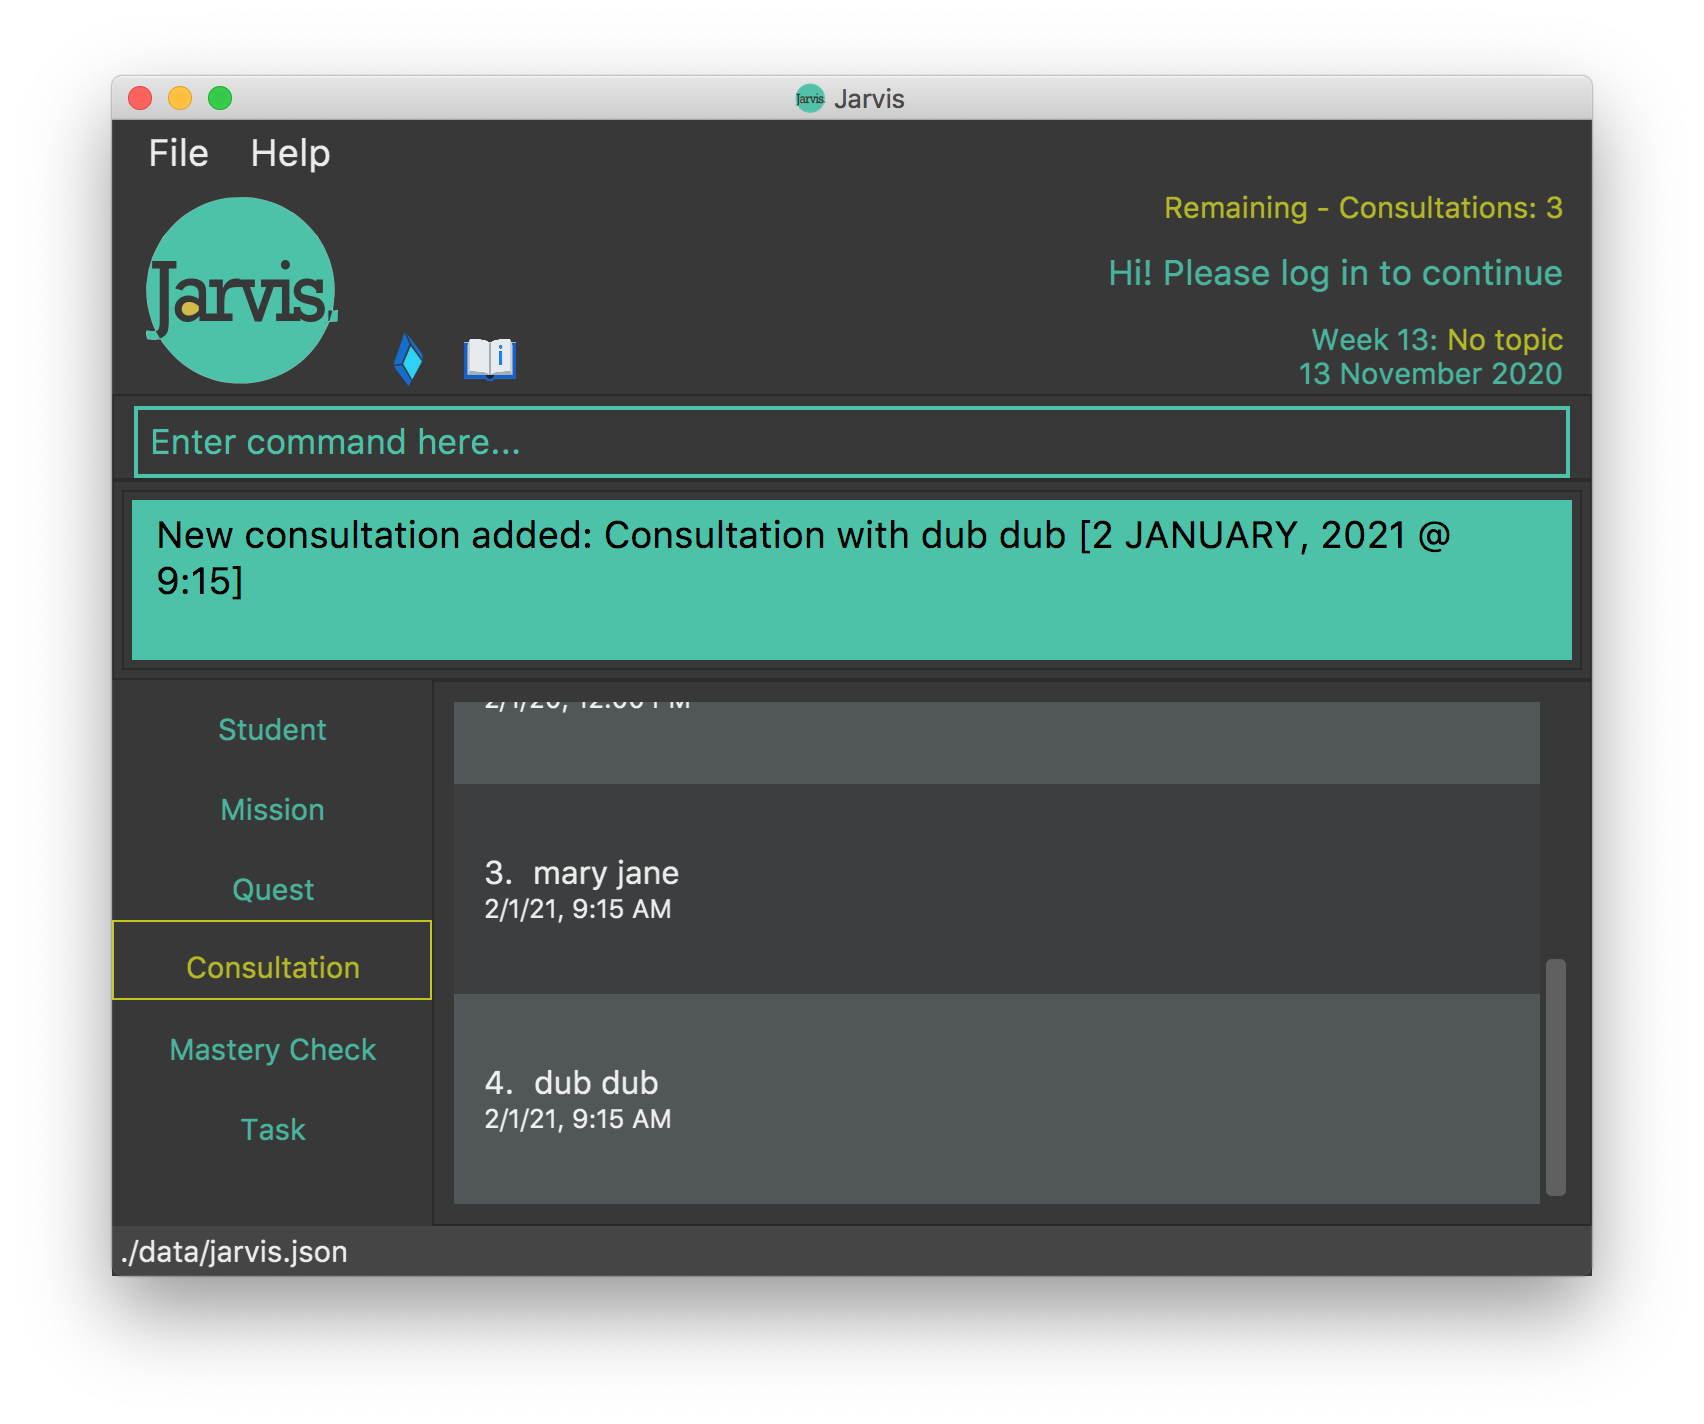 Jarvis
Jarvis
File Help
Remaining - Consultations: 3
Jarvis.
Hi! Please log in to continue
Week 13: No topic
13 November 2020
Enter command here...
New consultation added: Consultation with dub dub [2 JANUARY, 2021 @
9:15]
Student
Mission
Quest
Consultation
Mastery Check
Task
3. mary jane
2/1/21, 9:15 AM
4. dub dub
2/1/21, 9:15 AM
./data/jarvis.json